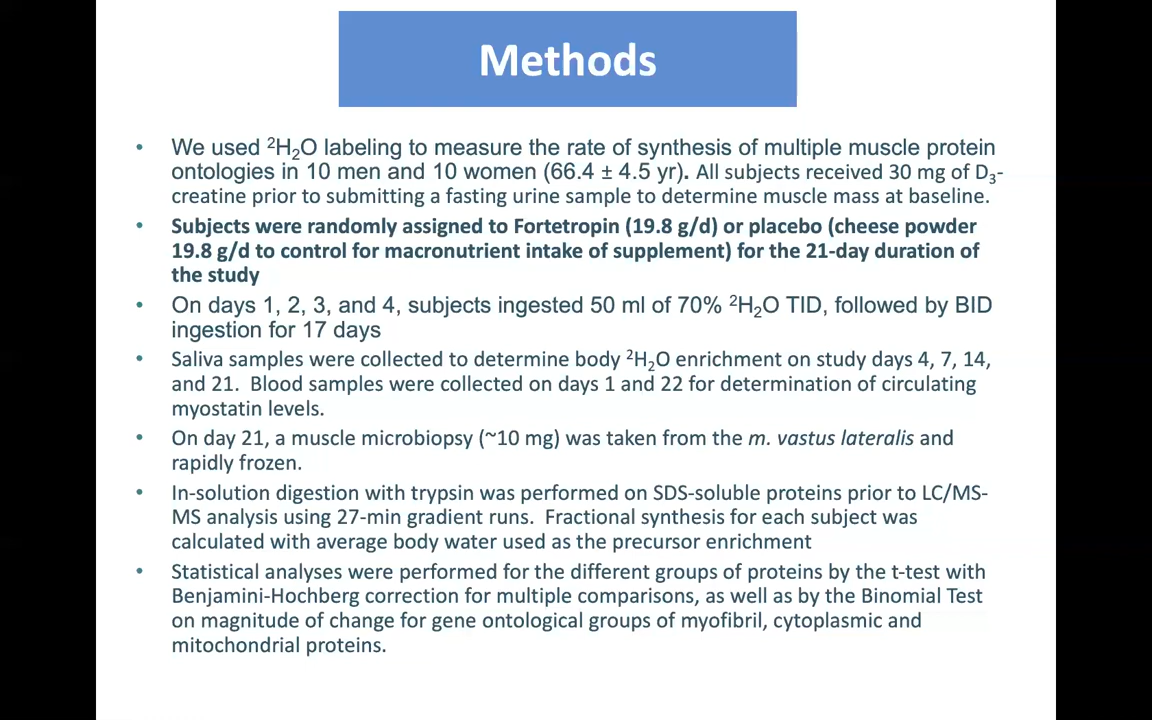 Methods
• We used ²H₂O labeling to measure the rate of synthesis of multiple muscle protein
ontologies in 10 men and 10 women (66.4 ± 4.5 yr). All subjects received 30 mg of D₃-
creatine prior to submitting a fasting urine sample to determine muscle mass at baseline.
• Subjects were randomly assigned to Fortetropin (19.8 g/d) or placebo (cheese powder
19.8 g/d to control for macronutrient intake of supplement) for the 21-day duration of
the study
• On days 1, 2, 3, and 4, subjects ingested 50 ml of 70% ²H₂O TID, followed by BID
ingestion for 17 days
• Saliva samples were collected to determine body ²H₂O enrichment on study days 4, 7, 14,
and 21. Blood samples were collected on days 1 and 22 for determination of circulating
myostatin levels.
• On day 21, a muscle microbiopsy (~10 mg) was taken from the m. vastus lateralis and
rapidly frozen.
• In-solution digestion with trypsin was performed on SDS-soluble proteins prior to LC/MS-
MS analysis using 27-min gradient runs. Fractional synthesis for each subject was
calculated with average body water used as the precursor enrichment
• Statistical analyses were performed for the different groups of proteins by the t-test with
Benjamini-Hochberg correction for multiple comparisons, as well as by the Binomial Test
on magnitude of change for gene ontological groups of myofibril, cytoplasmic and
mitochondrial proteins.